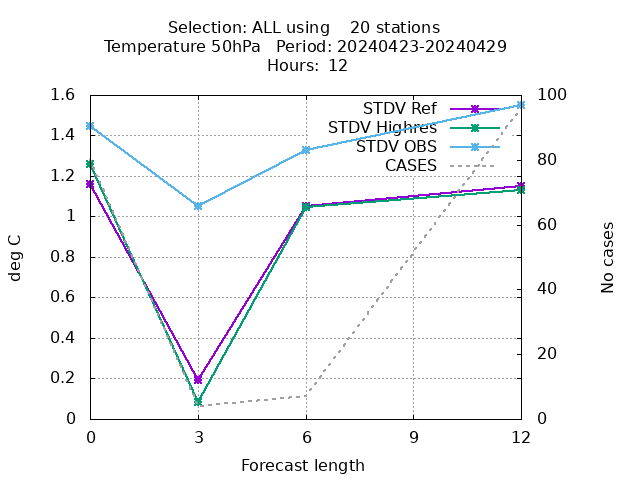 Selection: ALL using    20 stations
Temperature 50hPa   Period: 20240423-20240429
Hours: 12
1.6
1.4
1.2
1
0.8
0.6
0.4
0.2
0
deg C
100
80
60
40
20
0
No cases
STDV Ref
STDV Highres
STDV OBS
CASES
0 3 6 9 12
Forecast length